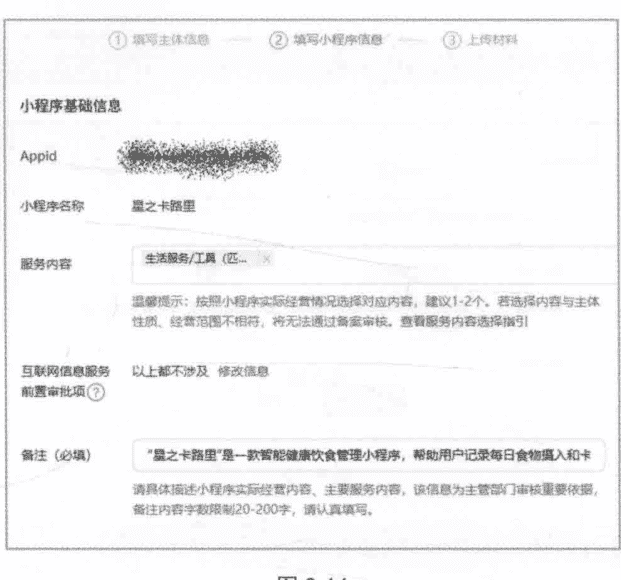 ① 填写主体信息 ② 填写小程序信息 ③ 上传材料
小程序基础信息
Appid
小程序名称 星之卡路里
服务内容 生活服务/工具（匹... ×
温馨提示：按照小程序实际经营情况选择对应内容，建议1-2个。若选择内容与主体
性质、经营范围不相符，将无法通过备案审核。查看服务内容选择指引
互联网信息服务
前置审批项? 以上都不涉及 修改信息
备注（必填） “星之卡路里”是一款智能健康饮食管理小程序，帮助用户记录每日食物摄入和卡
请具体描述小程序实际经营内容、主要服务内容，该信息为主管部门审核重要依据，
备注内容字数限制20-200字，请认真填写。